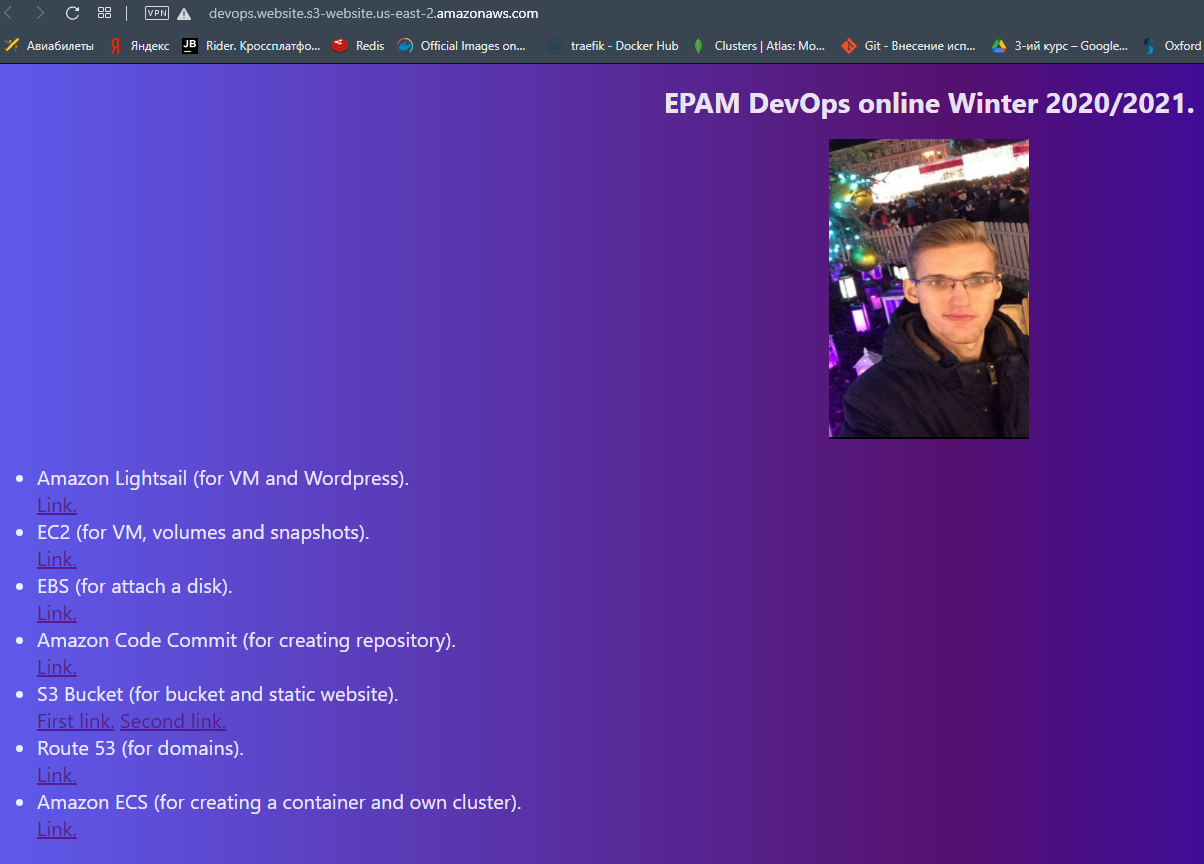 VPN devops.website.s3-website.us-east-2.amazonaws.com
Авиабилеты Я Яндекс JB Rider. Кроссплатфо... Redis Official Images on... traefik - Docker Hub Clusters | Atlas: Mo... Git - Внесение исп... 3-ий курс – Google... Oxford
EPAM DevOps online Winter 2020/2021.
Amazon Lightsail (for VM and Wordpress).
Link.
EC2 (for VM, volumes and snapshots).
Link.
EBS (for attach a disk).
Link.
Amazon Code Commit (for creating repository).
Link.
S3 Bucket (for bucket and static website).
First link. Second link.
Route 53 (for domains).
Link.
Amazon ECS (for creating a container and own cluster).
Link.